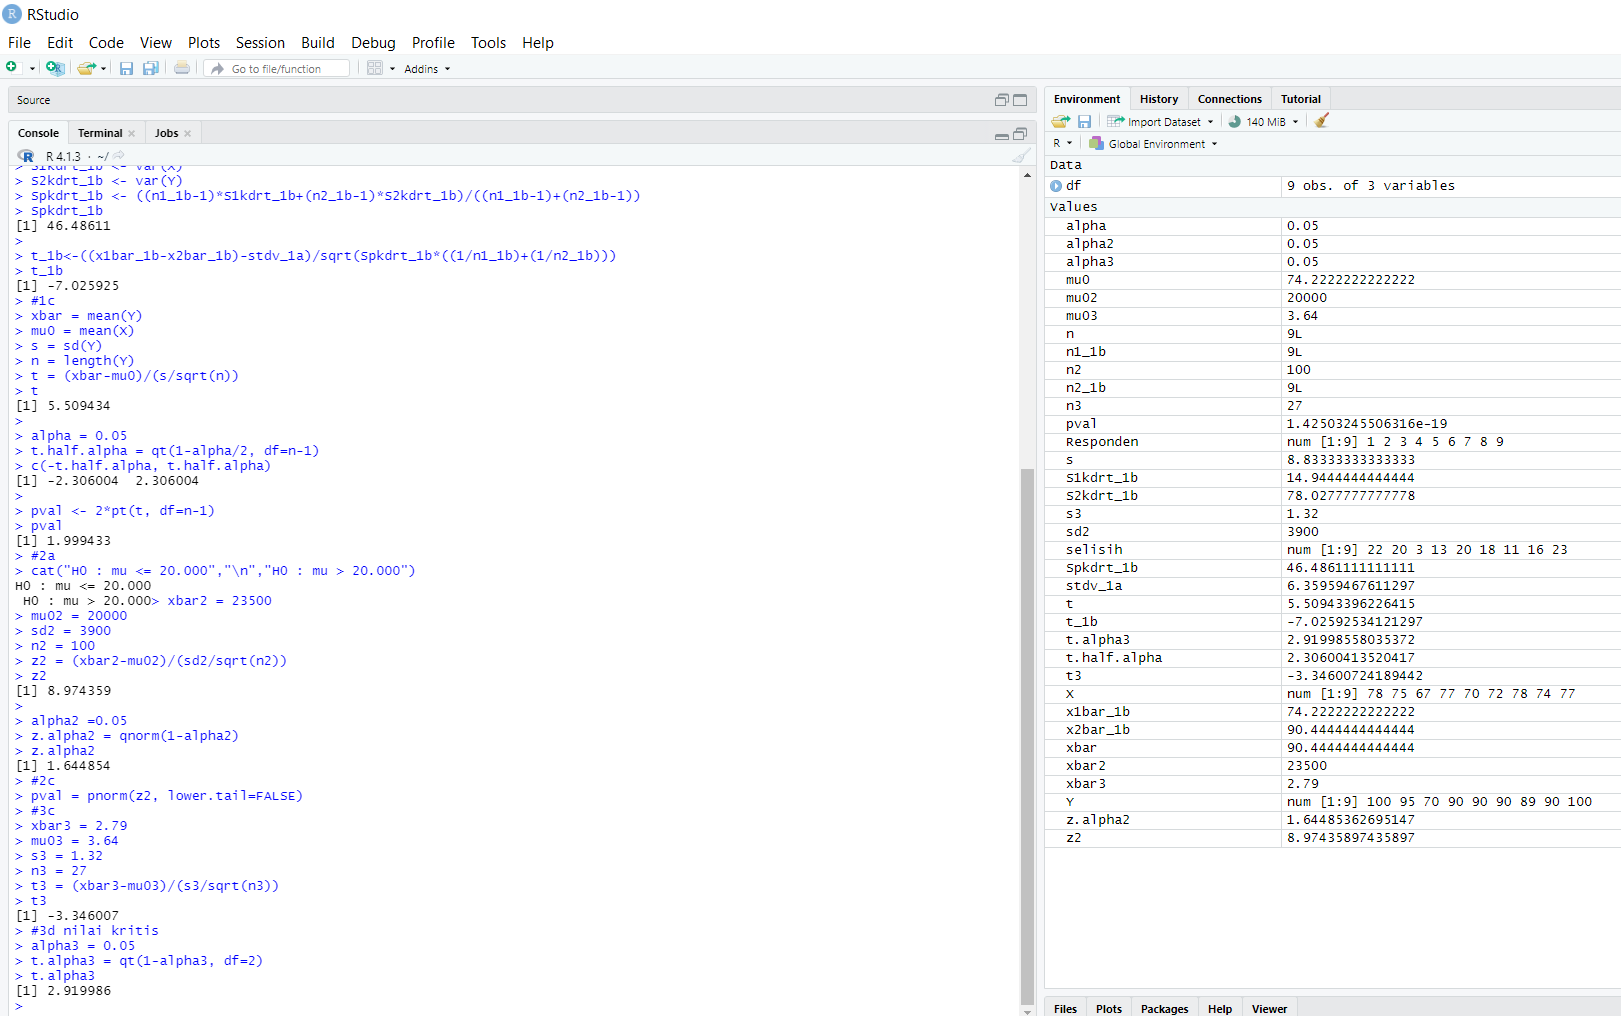 RStudio
File Edit Code View Plots Session Build Debug Profile Tools Help
Go to file/function Addins
Source
Console Terminal Jobs
R 4.1.3 · ~/
> S1kdrt_1b <- var(X)
> S2kdrt_1b <- var(Y)
> Spkdrt_1b <- ((n1_1b-1)*S1kdrt_1b+(n2_1b-1)*S2kdrt_1b)/((n1_1b-1)+(n2_1b-1))
> Spkdrt_1b
[1] 46.48611
>
> t_1b<-((x1bar_1b-x2bar_1b)-stdv_1a)/sqrt(Spkdrt_1b*((1/n1_1b)+(1/n2_1b)))
> t_1b
[1] -7.025925
> #1c
> xbar = mean(Y)
> mu0 = mean(X)
> s = sd(Y)
> n = length(Y)
> t = (xbar-mu0)/(s/sqrt(n))
> t
[1] 5.509434
>
> alpha = 0.05
> t.half.alpha = qt(1-alpha/2, df=n-1)
> c(-t.half.alpha, t.half.alpha)
[1] -2.306004  2.306004
>
> pval <- 2*pt(t, df=n-1)
> pval
[1] 1.999433
> #2a
> cat("H0 : mu <= 20.000","\n","H0 : mu > 20.000")
H0 : mu <= 20.000
 H0 : mu > 20.000> xbar2 = 23500
> mu02 = 20000
> sd2 = 3900
> n2 = 100
> z2 = (xbar2-mu02)/(sd2/sqrt(n2))
> z2
[1] 8.974359
>
> alpha2 =0.05
> z.alpha2 = qnorm(1-alpha2)
> z.alpha2
[1] 1.644854
> #2c
> pval = pnorm(z2, lower.tail=FALSE)
> #3c
> xbar3 = 2.79
> mu03 = 3.64
> s3 = 1.32
> n3 = 27
> t3 = (xbar3-mu03)/(s3/sqrt(n3))
> t3
[1] -3.346007
> #3d nilai kritis
> alpha3 = 0.05
> t.alpha3 = qt(1-alpha3, df=2)
> t.alpha3
[1] 2.919986
>
Environment History Connections Tutorial
Import Dataset 140 MiB
R Global Environment
Data
df 9 obs. of 3 variables
Values
alpha 0.05
alpha2 0.05
alpha3 0.05
mu0 74.2222222222222
mu02 20000
mu03 3.64
n 9L
n1_1b 9L
n2 100
n2_1b 9L
n3 27
pval 1.42503245506316e-19
Responden num [1:9] 1 2 3 4 5 6 7 8 9
s 8.83333333333333
S1kdrt_1b 14.9444444444444
S2kdrt_1b 78.0277777777778
s3 1.32
sd2 3900
selisih num [1:9] 22 20 3 13 20 18 11 16 23
Spkdrt_1b 46.4861111111111
stdv_1a 6.35959467611297
t 5.50943396226415
t_1b -7.02592534121297
t.alpha3 2.91998558035372
t.half.alpha 2.30600413520417
t3 -3.34600724189442
X num [1:9] 78 75 67 77 70 72 78 74 77
x1bar_1b 74.2222222222222
x2bar_1b 90.4444444444444
xbar 90.4444444444444
xbar2 23500
xbar3 2.79
Y num [1:9] 100 95 70 90 90 90 89 90 100
z.alpha2 1.64485362695147
z2 8.97435897435897
Files Plots Packages Help Viewer